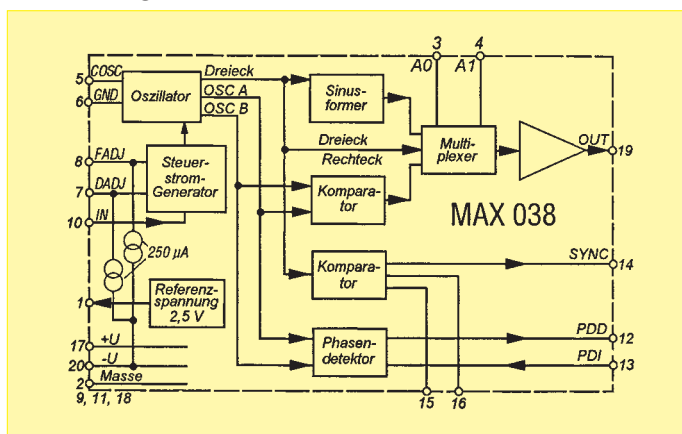 3 4
A0 A1
5 COSC
6 GND
Oszillator
Dreieck
OSC A
OSC B
Sinus-
former
8 FADJ
7 DADJ
10 IN
Steuer-
strom-
Generator
Dreieck
Rechteck
Multi-
plexer
OUT
19
Kompara-
tor
MAX 038
250 µA
Kompara-
tor
SYNC
14
1
Referenz-
spannung
2,5 V
17 +U
20 -U
2 Masse
9, 11, 18
Phasen-
detektor
PDD
12
PDI
13
15 16